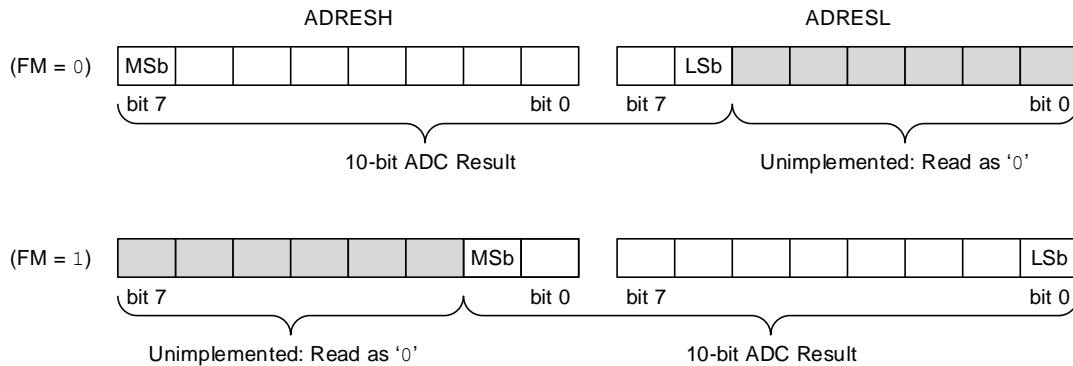 ADRESH ADRESL
(FM = 0) MSb LSb
bit 7 bit 0 bit 7 bit 0
10-bit ADC Result Unimplemented: Read as ‘0’
(FM = 1) MSb LSb
bit 7 bit 0 bit 7 bit 0
Unimplemented: Read as ‘0’ 10-bit ADC Result